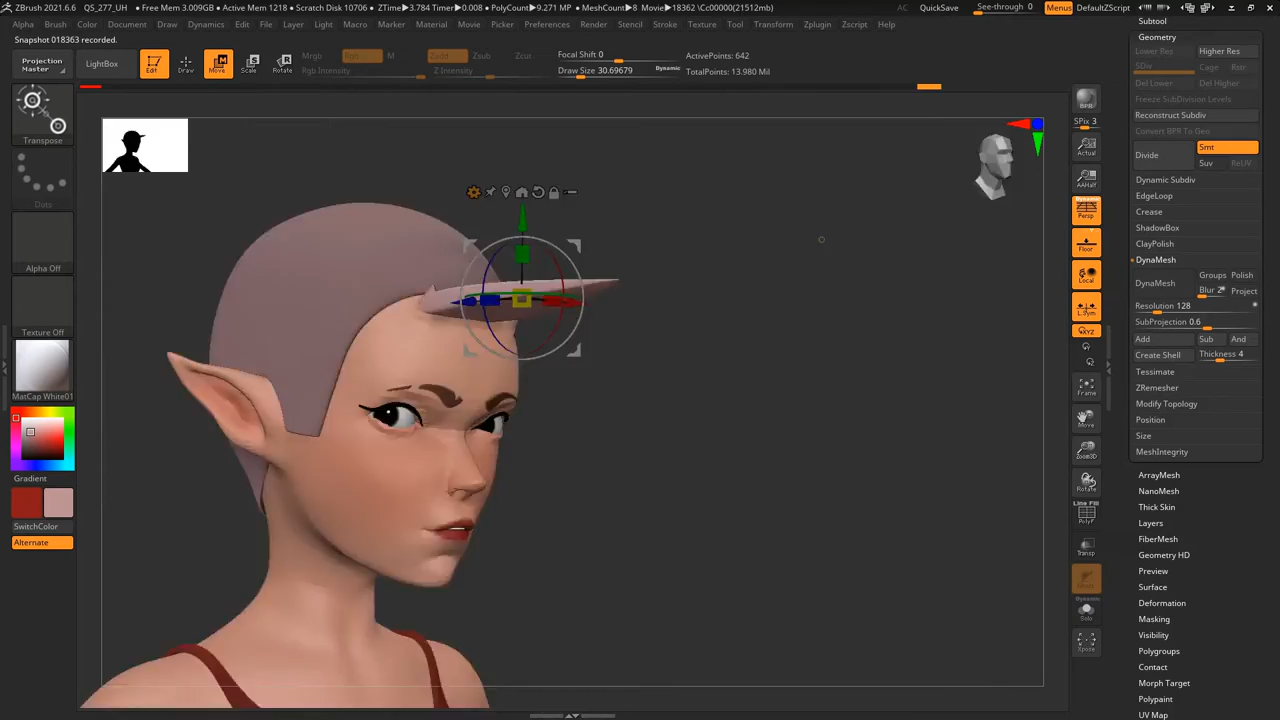 ZBrush 2021.6.6 QS_277_UH • Free Mem 3.009GB • Active Mem 1218 • Scratch Disk 10706 • ZTime▶3.784 Timer▶0.008 • PolyCount▶9.271 MP • MeshCount▶8 Movie▶18362 \Cc00000(21512mb) AC QuickSave See-through 0 Menus DefaultZScript
Alpha Brush Color Document Draw Dynamics Edit File Layer Light Macro Material Movie Picker Preferences Render Stencil Stroke Texture Tool Transform Zplugin Zscript Help
Snapshot 018363 recorded.
Projection
Master
LightBox
Edit
Draw
Move
Scale
Rotate
Mrgb
M
Rgb Intensity
Zsub
Zcur
Z Intensity
Focal Shift 0
Draw Size 30.69679
Dynamic
ActivePoints: 642
TotalPoints: 13.980 Mil
Transpose
Dots
Alpha Off
Texture Off
MatCap White01
Gradient
SwitchColor
Alternate
BPR
SPix 3
Actual
AAHalf
Persp
Floor
Local
L.Sym
Frame
Move
Zoom3D
Rotate
Line Fill
PolyF
Transp
Dynamic
Solo
Xpose
Subtool
Geometry
Lower Res
Higher Res
SDiv
Cage
Rstr
Del Lower
Del Higher
Freeze SubDivision Levels
Reconstruct Subdiv
Convert BPR To Geo
Divide
Smt
Suv
ReUV
Dynamic Subdiv
EdgeLoop
Crease
ShadowBox
ClayPolish
DynaMesh
DynaMesh
Groups
Polish
Blur 2
Project
Resolution 128
SubProjection 0.6
Add
Sub
And
Create Shell
Thickness 4
Tessimate
ZRemesher
Modify Topology
Position
Size
MeshIntegrity
ArrayMesh
NanoMesh
Thick Skin
Layers
FiberMesh
Geometry HD
Preview
Surface
Deformation
Masking
Visibility
Polygroups
Contact
Morph Target
Polypaint
UV Map